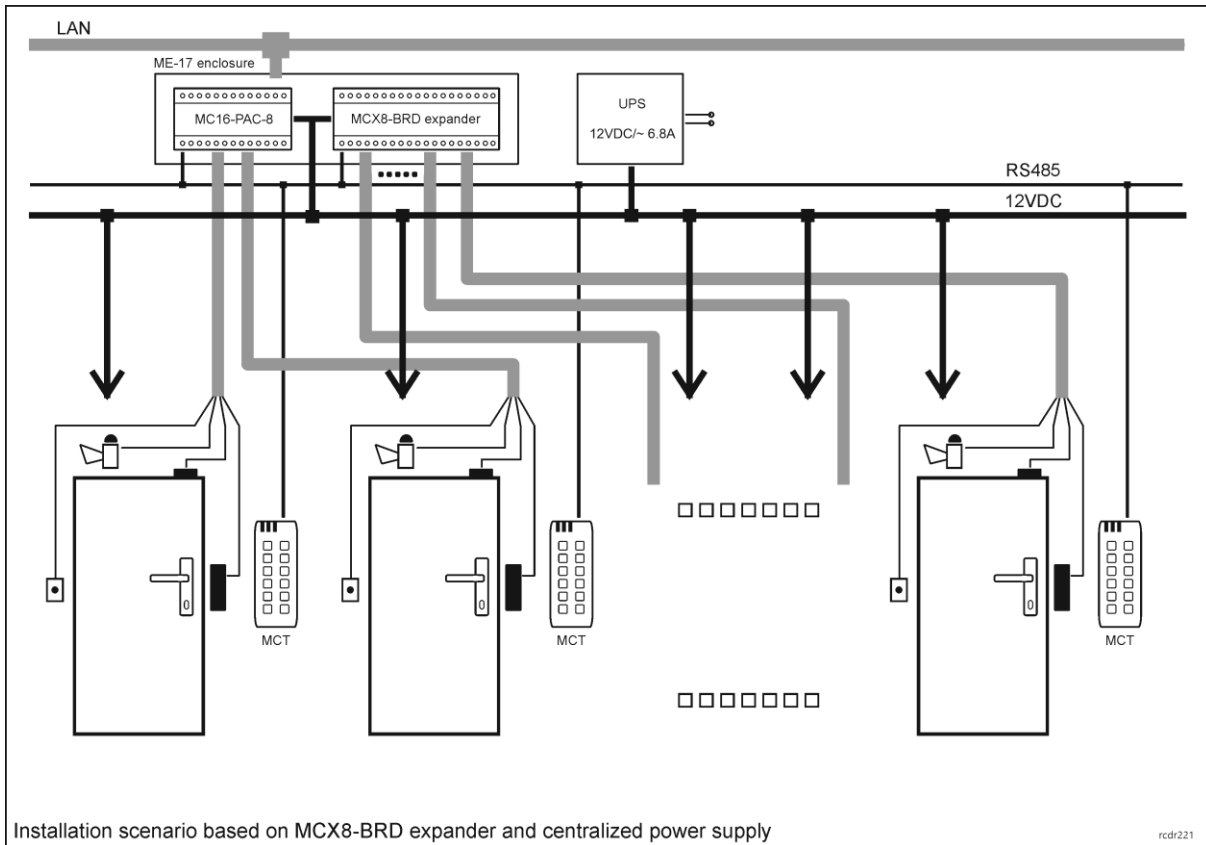 LAN
ME-17 enclosure
MC16-PAC-8
MCX8-BRD expander
UPS
12VDC/~ 6.8A
RS485
12VDC
MCT
MCT
MCT
Installation scenario based on MCX8-BRD expander and centralized power supply
rcdr221